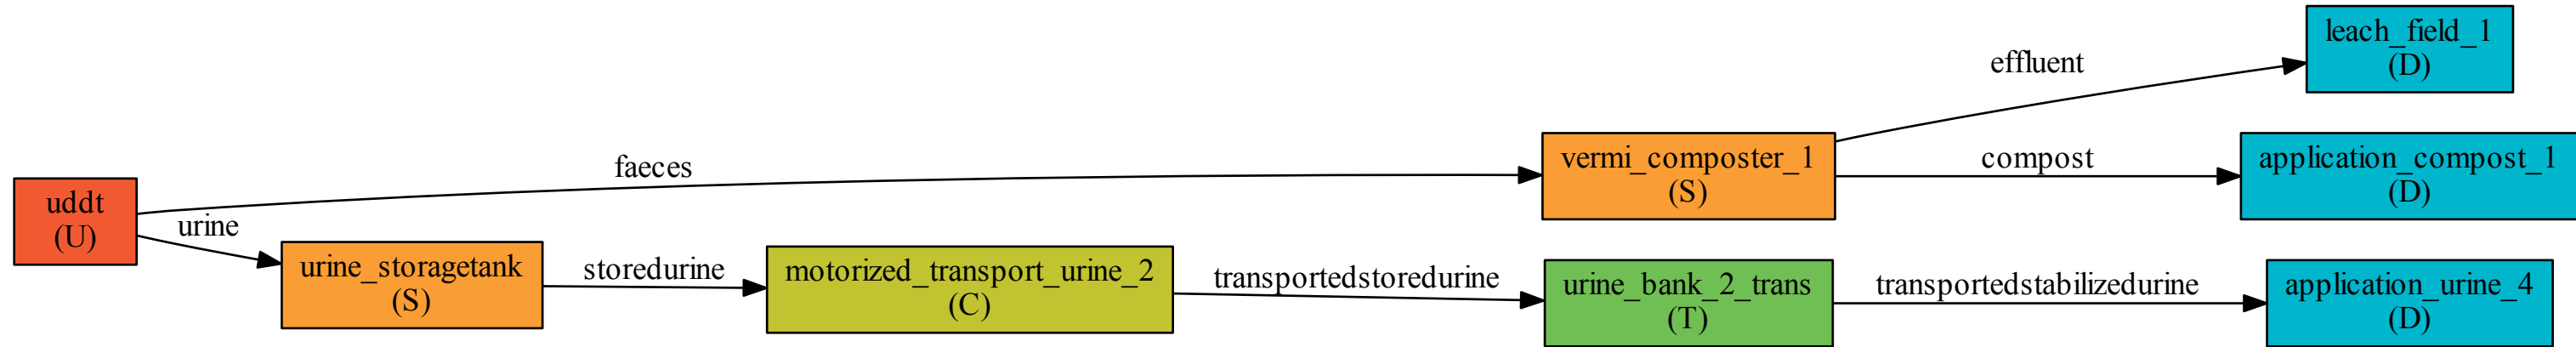 leach_field_1
(D)
effluent
vermi_composter_1
(S)
compost
application_compost_1
(D)
faeces
uddt
(U)
urine
urine_storagetank
(S)
storedurine
motorized_transport_urine_2
(C)
transportedstoredurine
urine_bank_2_trans
(T)
transportedstabilizedurine
application_urine_4
(D)